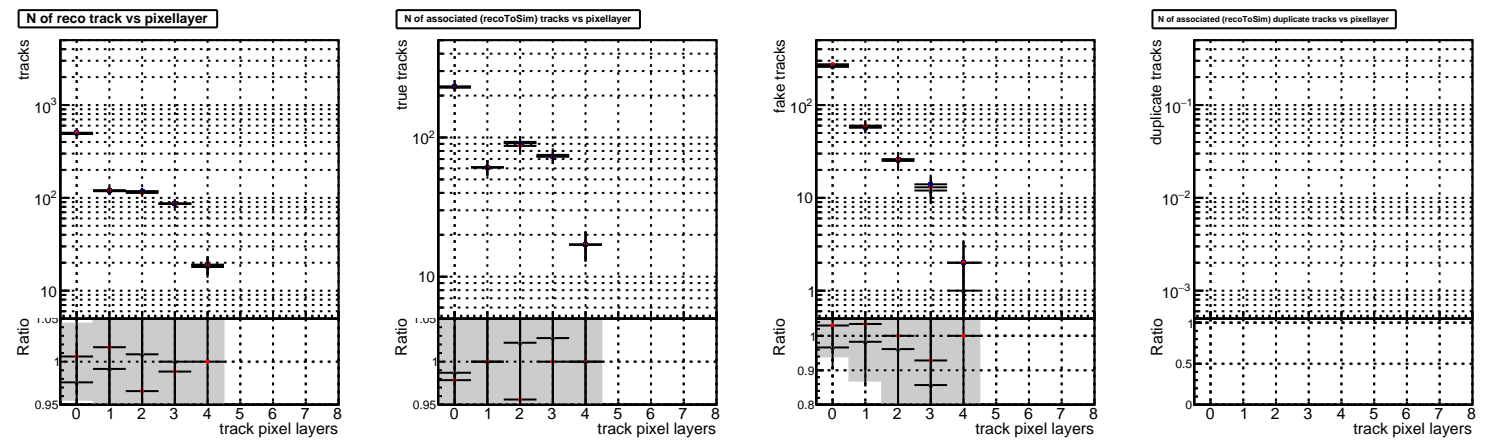 N of reco track vs pixellayer
tracks
10³
10²
10
1.05
Ratio
1
0.95
0 1 2 3 4 5 6 7 8
track pixel layers
N of associated (recoToSim) tracks vs pixellayer
true tracks
10²
10
1.05
Ratio
1
0.95
0 1 2 3 4 5 6 7 8
track pixel layers
fake tracks
10²
10
1
Ratio
1
0.9
0.8
0 1 2 3 4 5 6 7 8
track pixel layers
N of associated (recoToSim) duplicate tracks vs pixellayer
duplicate tracks
10⁻¹
10⁻²
10⁻³
Ratio
1
0.5
0
0 1 2 3 4 5 6 7 8
track pixel layers